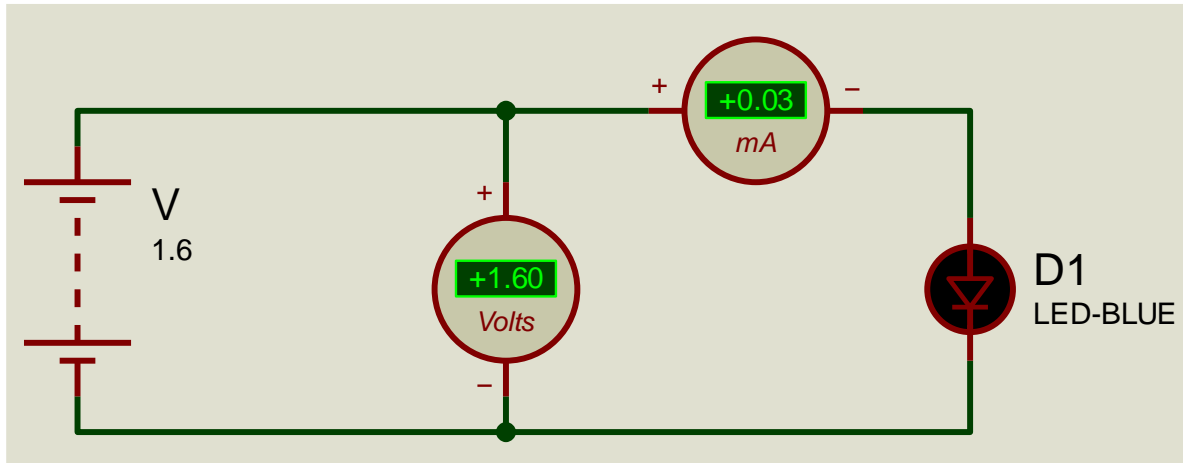 +
+0.03
−
mA
V
1.6
+
+1.60
Volts
−
D1
LED-BLUE